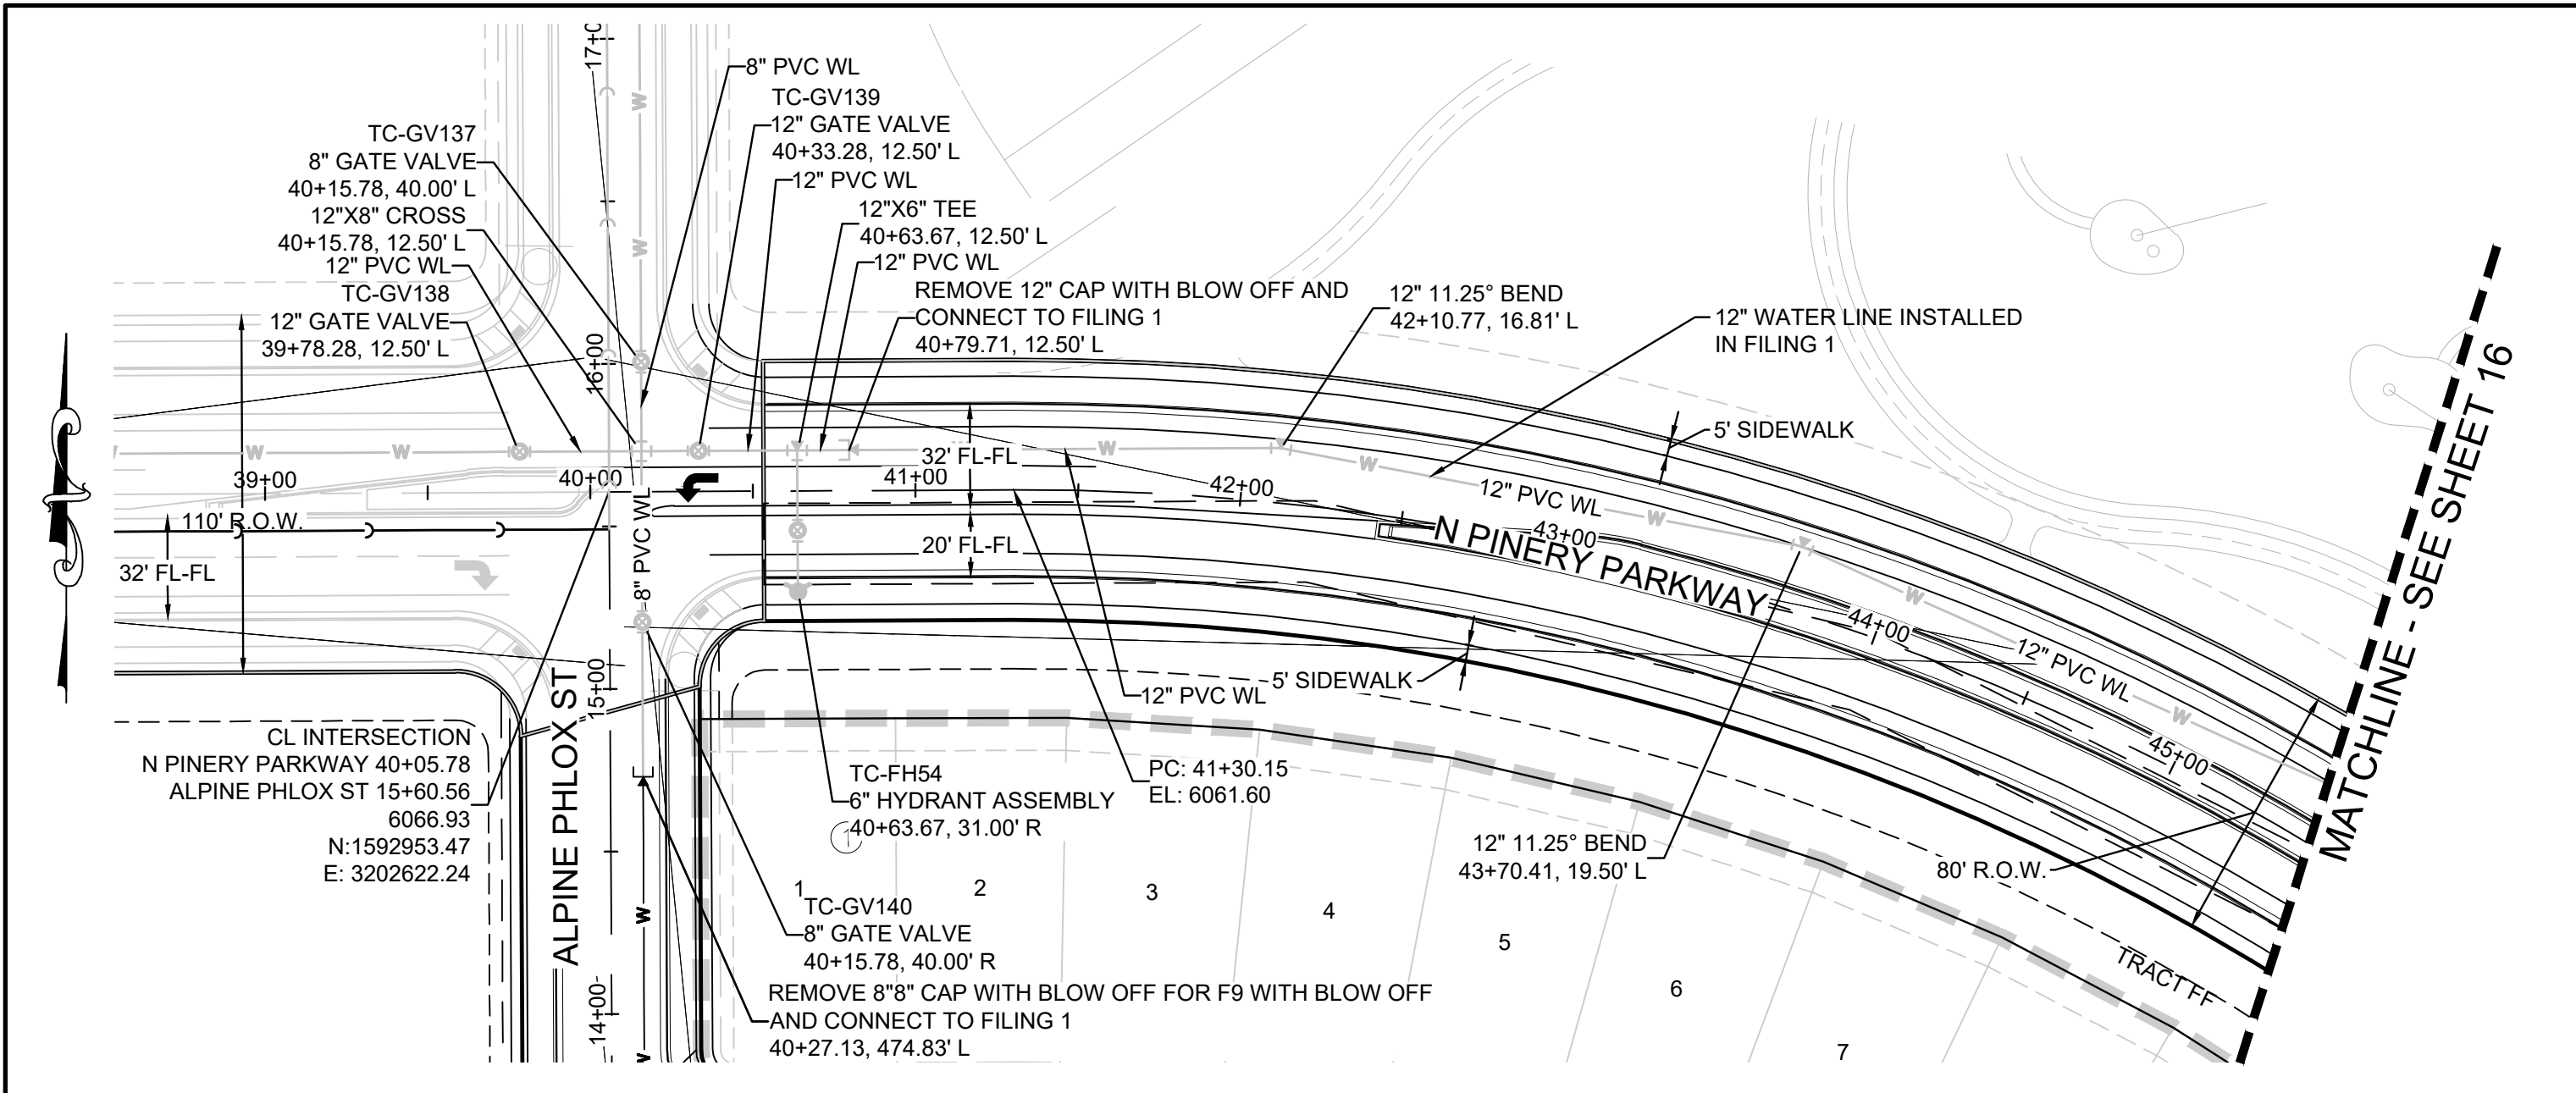 17+0
8" PVC WL
TC-GV139
12" GATE VALVE
40+33.28, 12.50' L
12" PVC WL
12"X6" TEE
40+63.67, 12.50' L
12" PVC WL
REMOVE 12" CAP WITH BLOW OFF AND
CONNECT TO FILING 1
40+79.71, 12.50' L
TC-GV137
8" GATE VALVE
40+15.78, 40.00' L
12"X8" CROSS
40+15.78, 12.50' L
12" PVC WL
TC-GV138
12" GATE VALVE
39+78.28, 12.50' L
12" 11.25° BEND
42+10.77, 16.81' L
12" WATER LINE INSTALLED
IN FILING 1
5' SIDEWALK
MATCHLINE - SEE SHEET 16
16+00
W
W
W
W
W
W
W
W
W
W
39+00
40+00
41+00
42+00
43+00
44+00
45+00
32' FL-FL
20' FL-FL
110' R.O.W.
32' FL-FL
8" PVC WL
12" PVC WL
N PINERY PARKWAY
12" PVC WL
5' SIDEWALK
12" PVC WL
15+00
ALPINE PHLOX ST
14+00
CL INTERSECTION
N PINERY PARKWAY 40+05.78
ALPINE PHLOX ST 15+60.56
6066.93
N:1592953.47
E: 3202622.24
TC-FH54
6" HYDRANT ASSEMBLY
40+63.67, 31.00' R
1
PC: 41+30.15
EL: 6061.60
12" 11.25° BEND
43+70.41, 19.50' L
80' R.O.W.
TRACT FF
1
2
3
4
5
6
7
TC-GV140
8" GATE VALVE
40+15.78, 40.00' R
REMOVE 8"8" CAP WITH BLOW OFF FOR F9 WITH BLOW OFF
AND CONNECT TO FILING 1
40+27.13, 474.83' L
W
W